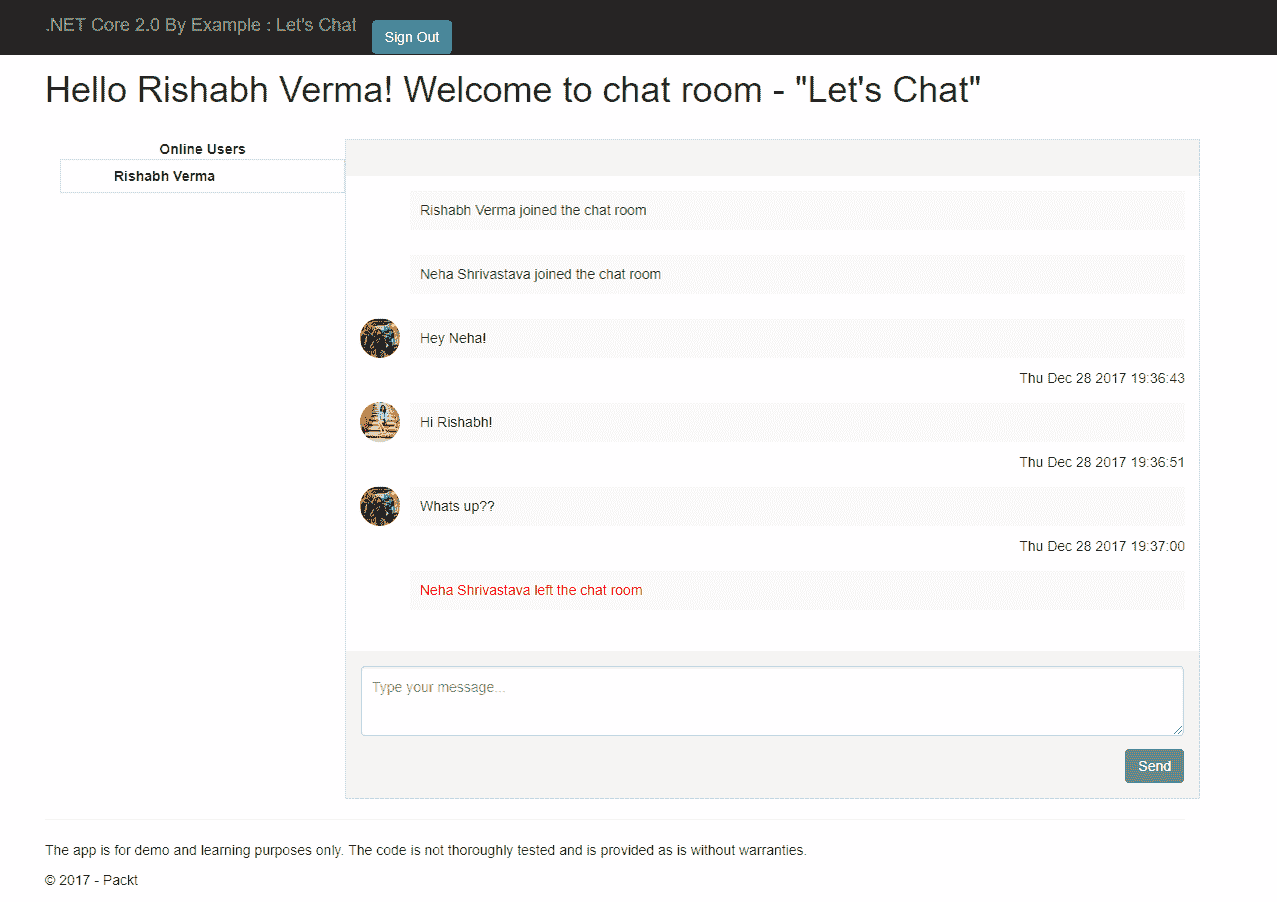 .NET Core 2.0 By Example : Let's Chat
Sign Out
Hello Rishabh Verma! Welcome to chat room - "Let's Chat"
Online Users
Rishabh Verma
Rishabh Verma joined the chat room
Neha Shrivastava joined the chat room
Hey Neha!
Thu Dec 28 2017 19:36:43
Hi Rishabh!
Thu Dec 28 2017 19:36:51
Whats up??
Thu Dec 28 2017 19:37:00
Neha Shrivastava left the chat room
Type your message...
Send
The app is for demo and learning purposes only. The code is not thoroughly tested and is provided as is without warranties.
© 2017 - Packt